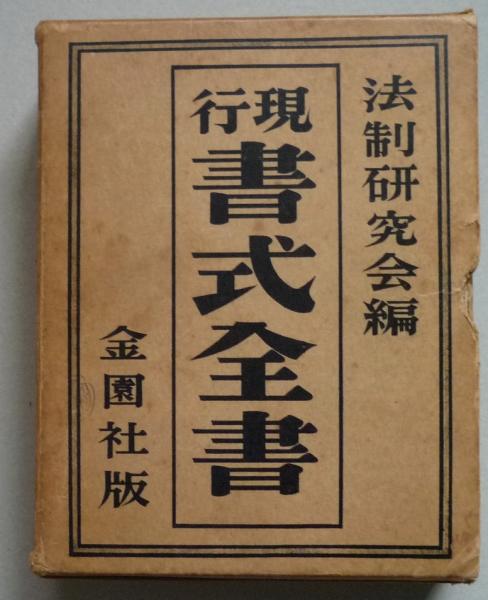 法制研究会編
現行
書式全書
金園社版